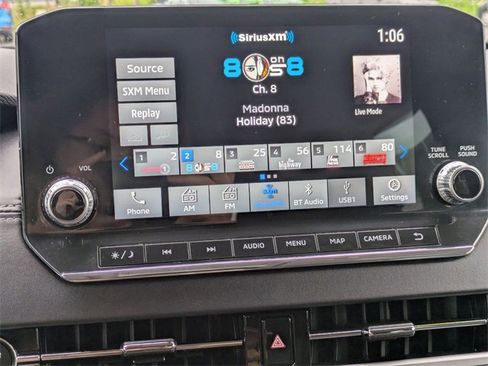 SiriusXM
1:06
Source
80s on 8
SXM Menu
Ch. 8
Replay
Madonna
Holiday (83)
Live Mode
1 2
2 8
3 25
4 56
5 114
6 80
the highway
VOL
TUNE SCROLL
PUSH SOUND
Phone
AM
FM
BT Audio
USB1
Settings
AUDIO
MENU
MAP
CAMERA